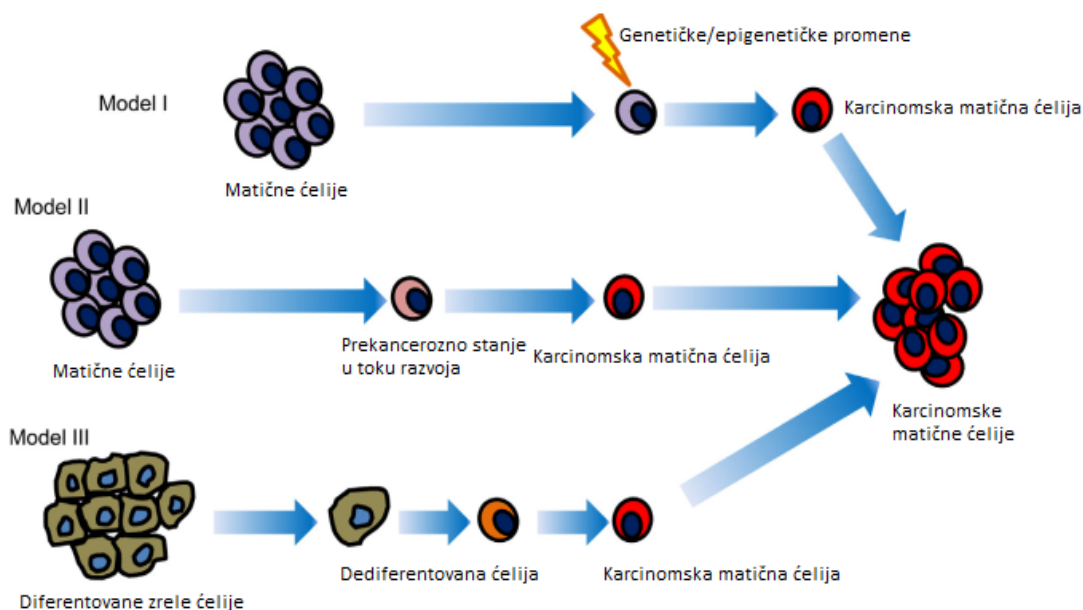 Genetičke/epigenetičke promene
Model I
Karcinomska matična ćelija
Matične ćelije
Model II
Prekancerozno stanje
u toku razvoja
Karcinomska matična ćelija
Matične ćelije
Karcinomske
matične ćelije
Model III
Dediferentovana ćelija
Karcinomska matična ćelija
Diferentovane zrele ćelije